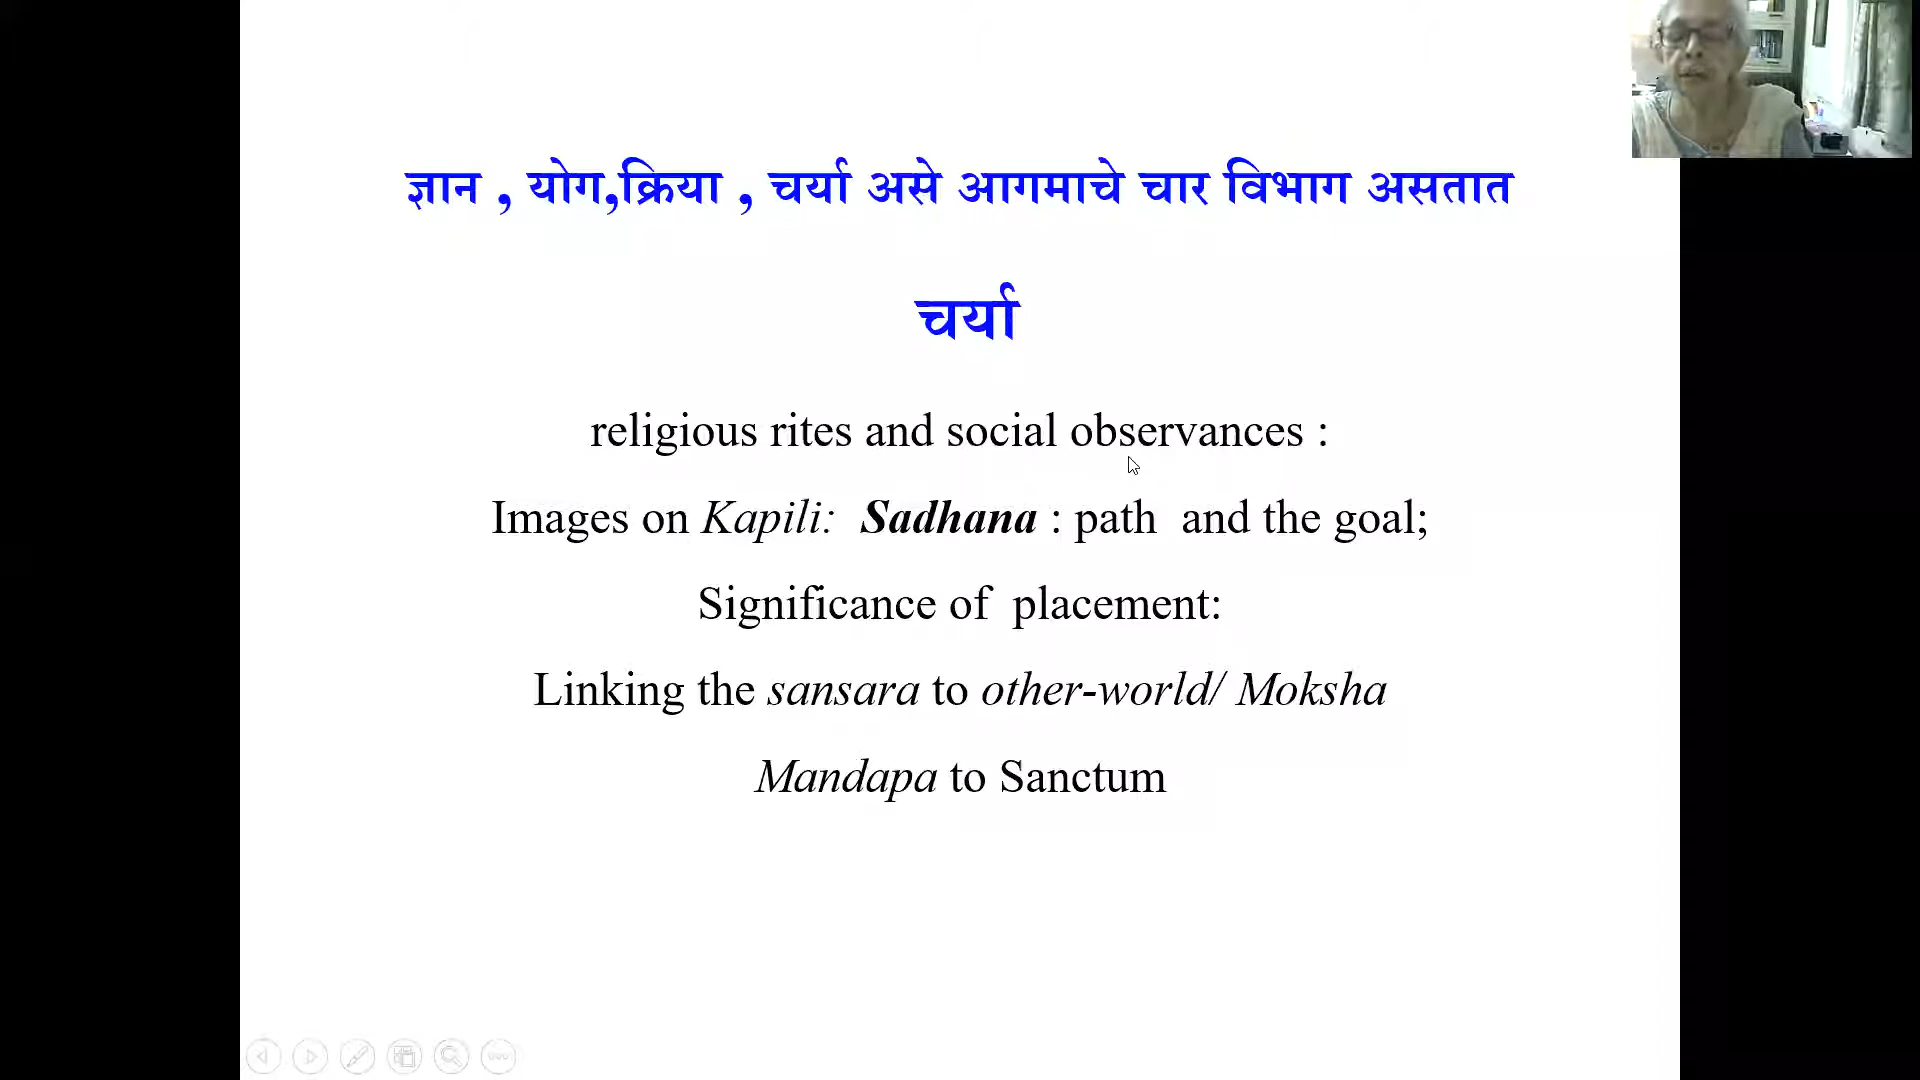 ज्ञान , योग,क्रिया , चर्या असे आगमाचे चार विभाग असतात
चर्या
religious rites and social observances :
Images on Kapili: Sadhana : path and the goal;
Significance of placement:
Linking the sansara to other-world/ Moksha
Mandapa to Sanctum